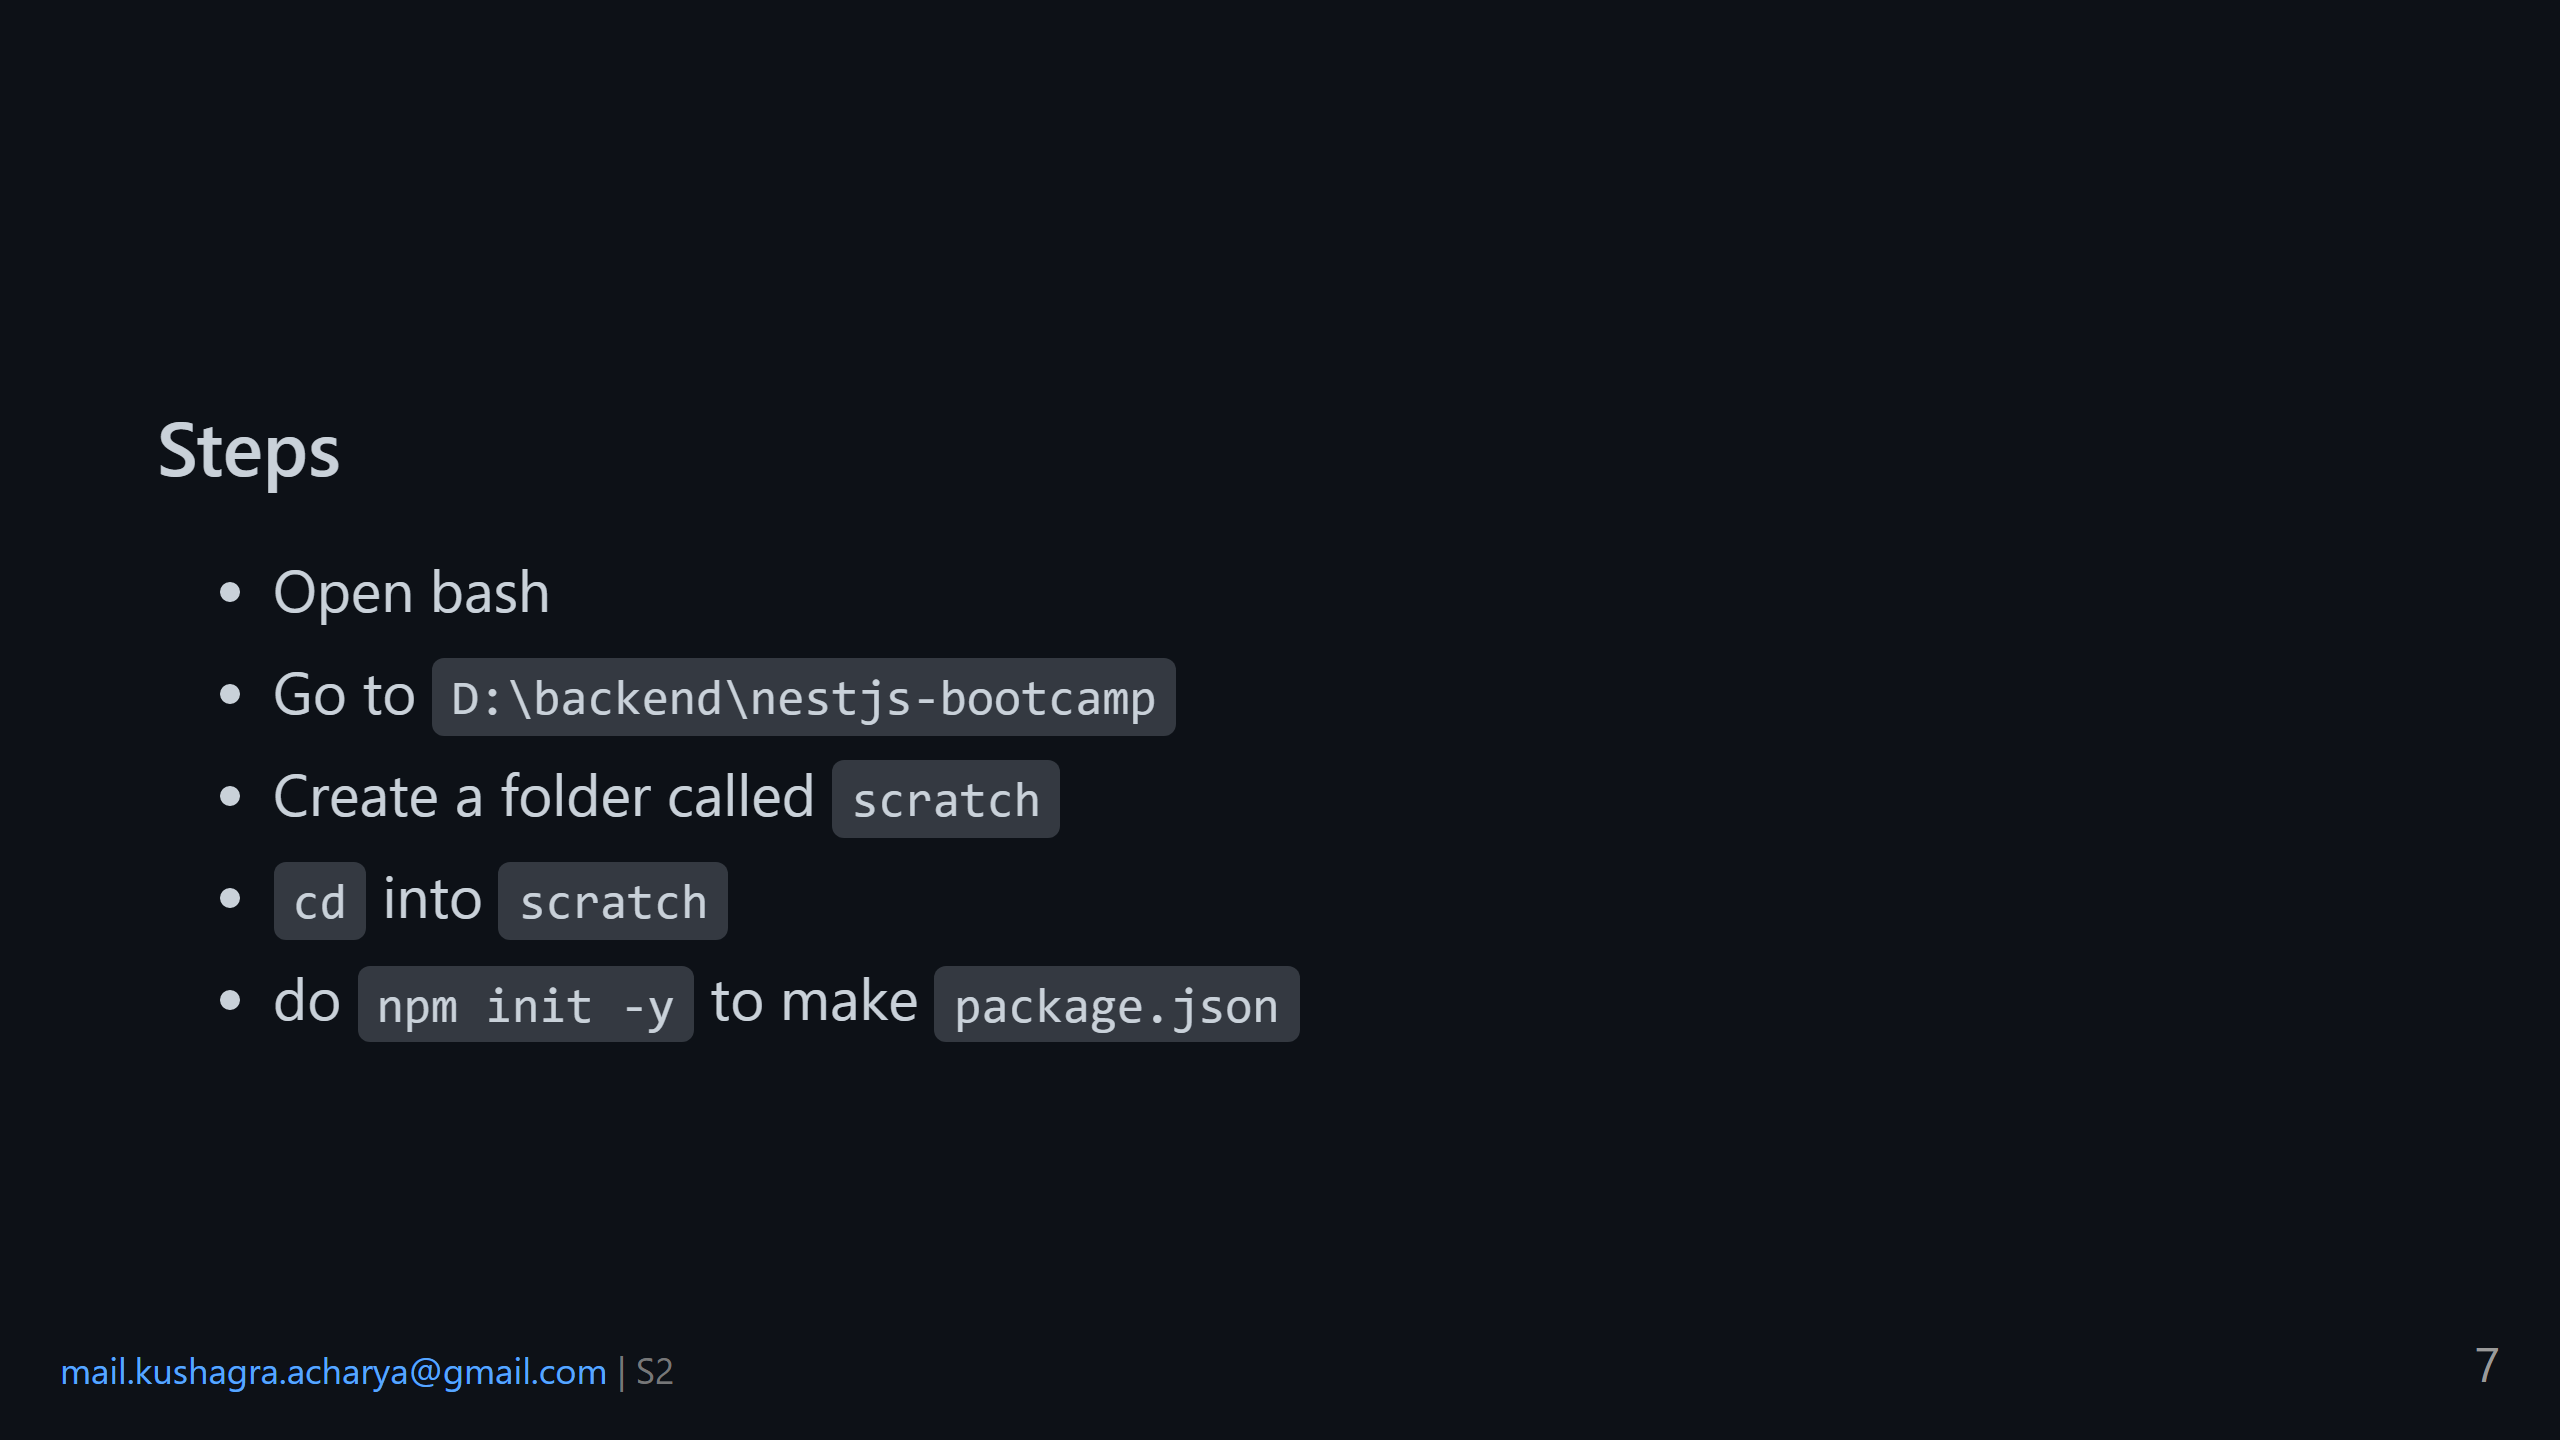 Steps
• Open bash
• Go to D:\backend\nestjs-bootcamp
• Create a folder called scratch
• cd into scratch
• do npm init -y to make package.json
mail.kushagra.acharya@gmail.com | S2
7